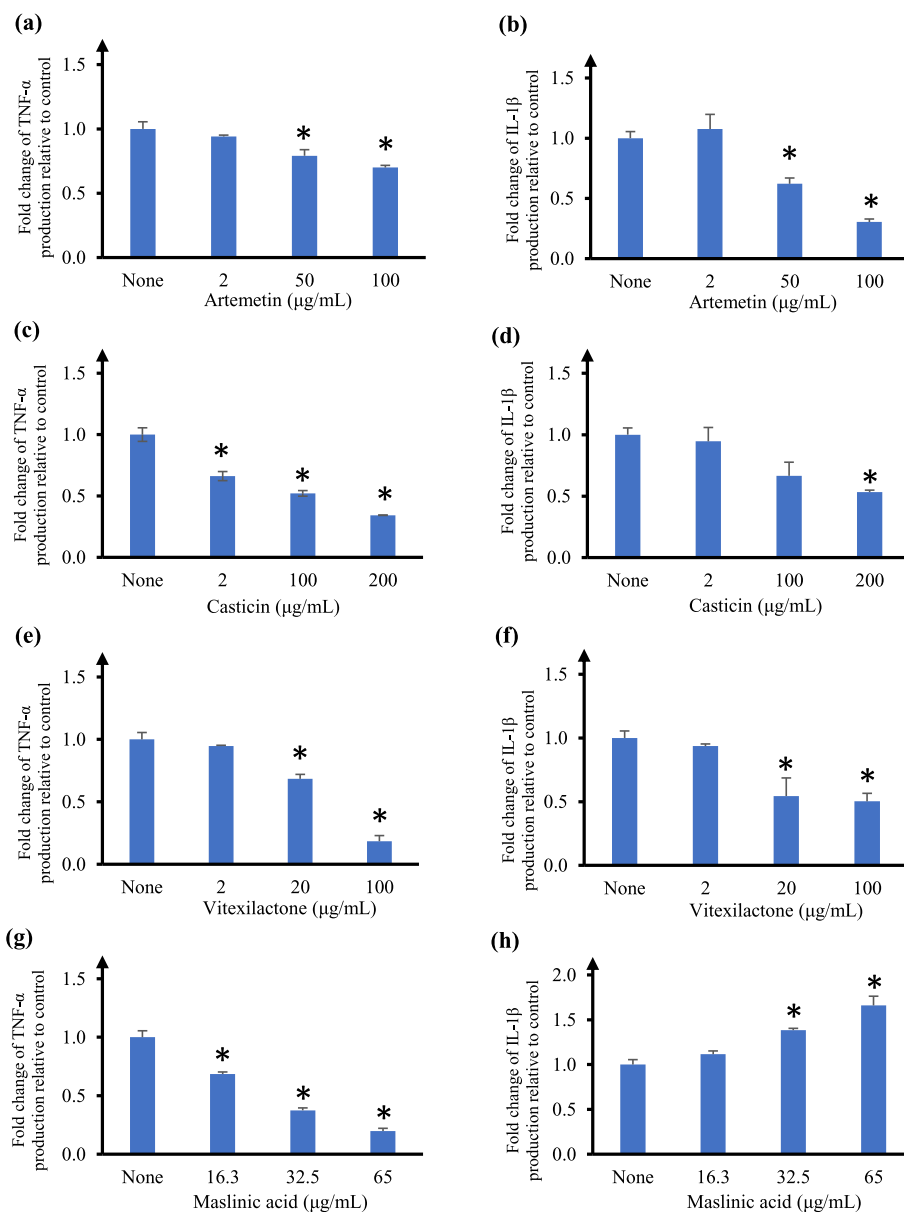 (a)
Fold change of TNF-α
production relative to control
1.5
1.0
0.5
0.0
*
*
None 2 50 100
Artemetin (μg/mL)
(b)
Fold change of IL-1β
production relative to control
1.5
1.0
0.5
0.0
*
*
None 2 50 100
Artemetin (μg/mL)
(c)
Fold change of TNF-α
production relative to control
1.5
1.0
0.5
0.0
*
*
*
None 2 100 200
Casticin (μg/mL)
(d)
Fold change of IL-1β
production relative to control
1.5
1.0
0.5
0.0
*
None 2 100 200
Casticin (μg/mL)
(e)
Fold change of TNF-α
production relative to control
1.5
1.0
0.5
0.0
*
*
None 2 20 100
Vitexilactone (μg/mL)
(f)
Fold change of IL-1β
production relative to control
1.5
1.0
0.5
0.0
*
*
None 2 20 100
Vitexilactone (μg/mL)
(g)
Fold change of TNF-α
production relative to control
1.5
1.0
0.5
0.0
*
*
*
None 16.3 32.5 65
Maslinic acid (μg/mL)
(h)
Fold change of IL-1β
production relative to control
2.0
1.5
1.0
0.5
0.0
*
*
None 16.3 32.5 65
Maslinic acid (μg/mL)